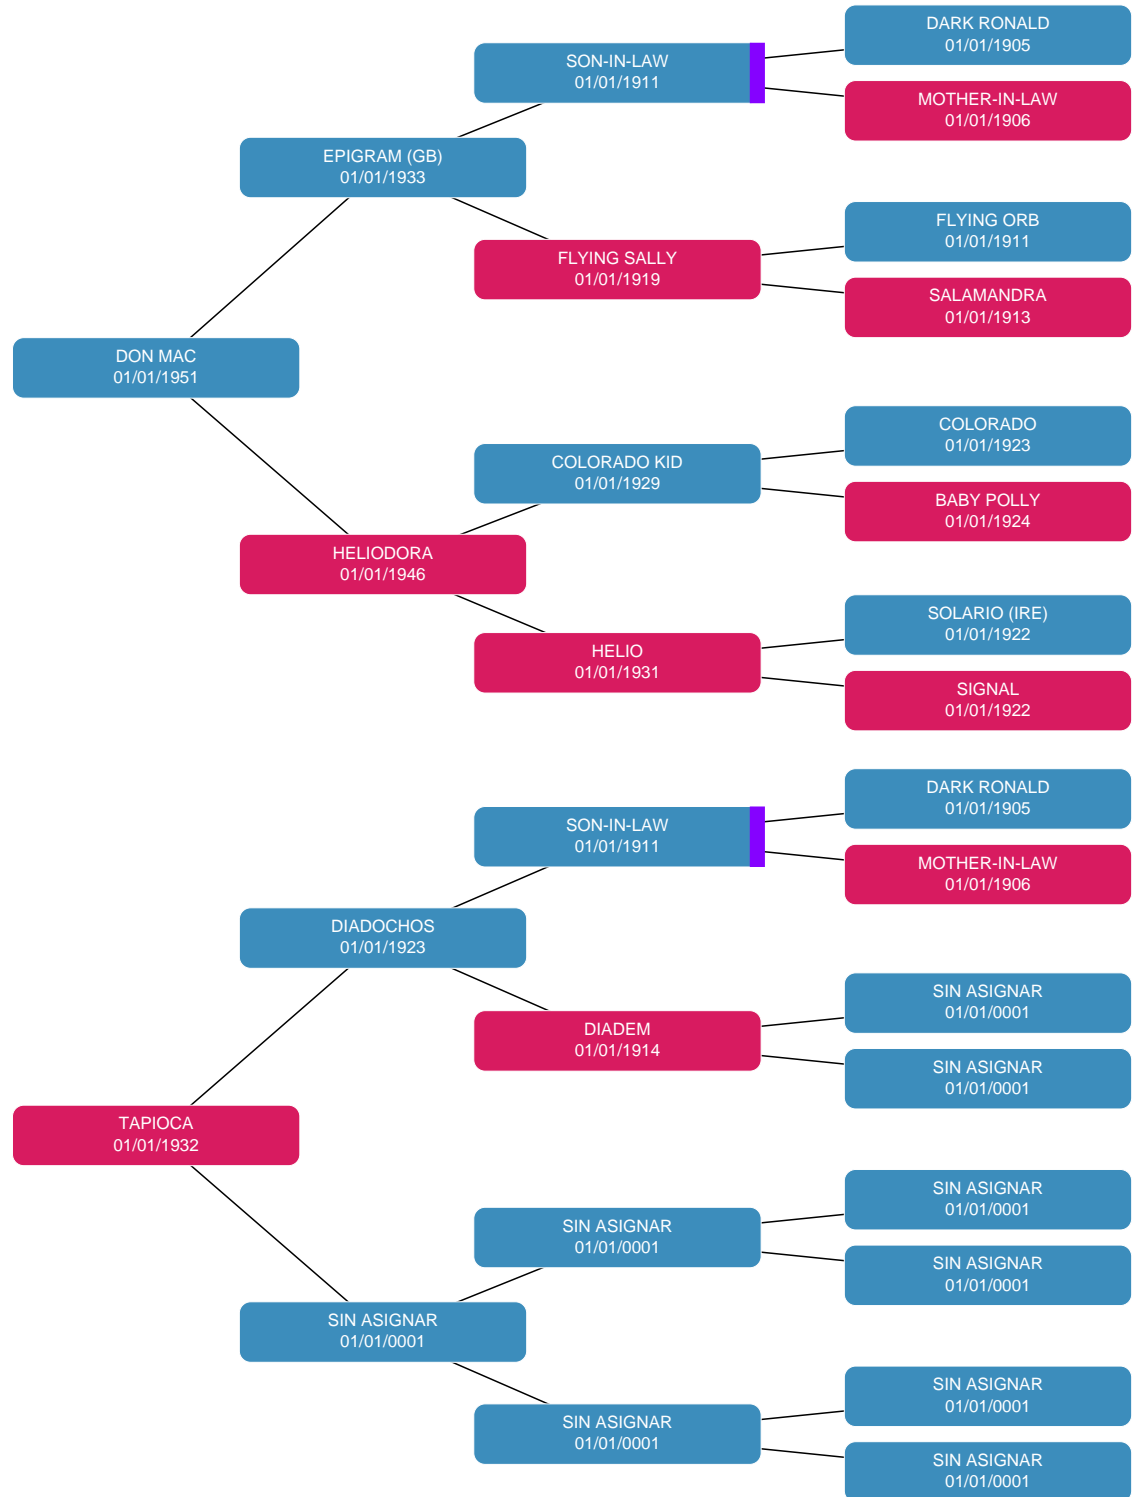 DARK RONALD
01/01/1905
SON-IN-LAW
01/01/1911
MOTHER-IN-LAW
01/01/1906
EPIGRAM (GB)
01/01/1933
FLYING ORB
01/01/1911
FLYING SALLY
01/01/1919
SALAMANDRA
01/01/1913
DON MAC
01/01/1951
COLORADO
01/01/1923
COLORADO KID
01/01/1929
BABY POLLY
01/01/1924
HELIODORA
01/01/1946
SOLARIO (IRE)
01/01/1922
HELIO
01/01/1931
SIGNAL
01/01/1922
DARK RONALD
01/01/1905
SON-IN-LAW
01/01/1911
MOTHER-IN-LAW
01/01/1906
DIADOCHOS
01/01/1923
SIN ASIGNAR
01/01/0001
DIADEM
01/01/1914
SIN ASIGNAR
01/01/0001
TAPIOCA
01/01/1932
SIN ASIGNAR
01/01/0001
SIN ASIGNAR
01/01/0001
SIN ASIGNAR
01/01/0001
SIN ASIGNAR
01/01/0001
SIN ASIGNAR
01/01/0001
SIN ASIGNAR
01/01/0001
SIN ASIGNAR
01/01/0001